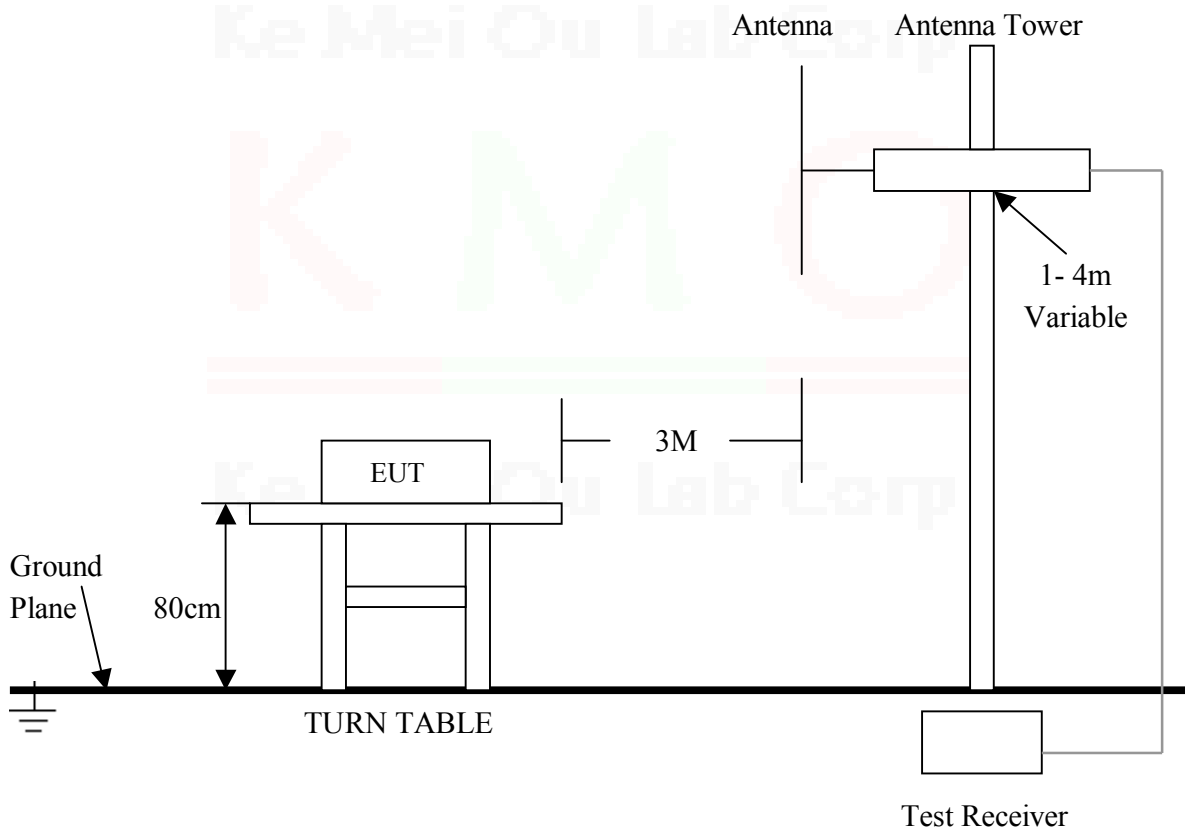 Ke Mei Ou Lab Corp
Antenna
Antenna Tower
KMO
1- 4m
Variable
3M
EUT
Ke Mei Ou Lab Corp
Ground
Plane
80cm
TURN TABLE
Test Receiver